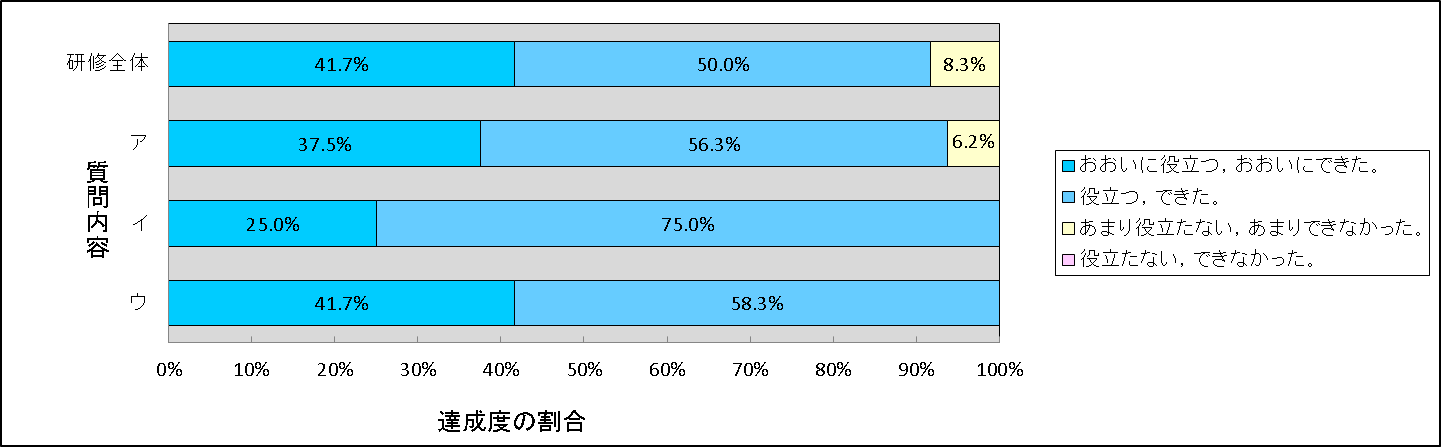 研修全体
41.7%
50.0%
8.3%
ア
37.5%
56.3%
6.2%
イ
25.0%
75.0%
ウ
41.7%
58.3%
質問内容
0%
10%
20%
30%
40%
50%
60%
70%
80%
90%
100%
達成度の割合
おおいに役立つ，おおいにできた。
役立つ，できた。
あまり役立たない，あまりできなかった。
役立たない，できなかった。